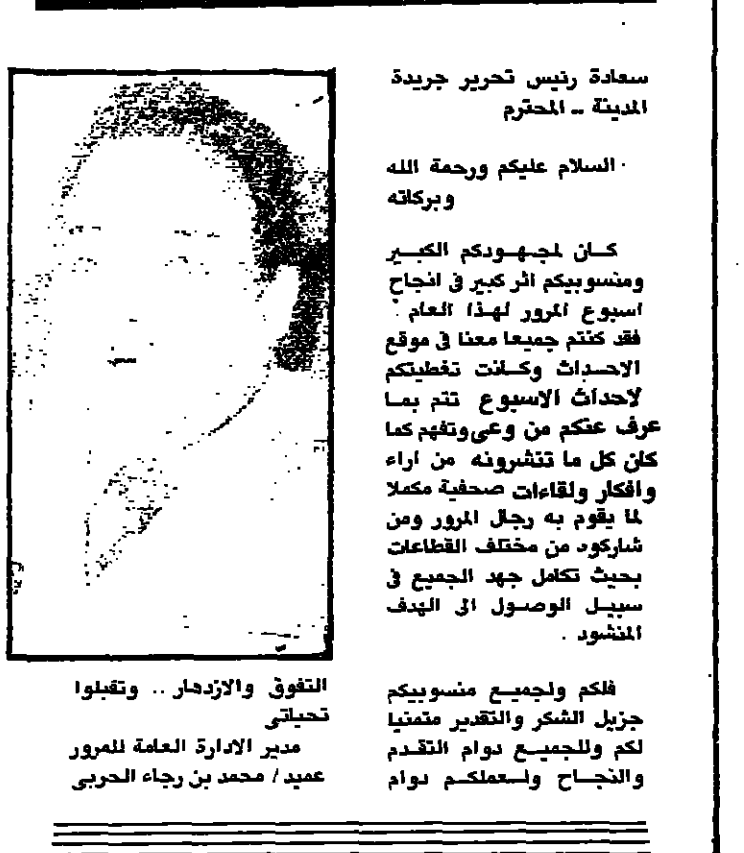 سعادة رئيس تحرير جريدة
المدينة ــ المحترم
السلام عليكم ورحمة الله
وبركاته
كان لمجهودكم الكبير
ومنسوبيكم اثر كبير في انجاح
اسبوع المرور لهذا العام .
فقد كنتم جميعا معنا في موقع
الاحداث وكانت تغطيتكم
لاحداث الاسبوع تتم بما
عرف عنكم من وعي وتفهم كما
كان كل ما تنشرونه من اراء
وافكار ولقاءات صحفية مكملا
لما يقوم به رجال المرور ومن
شاركوه من مختلف القطاعات
بحيث تكامل جهد الجميع في
سبيل الوصول الى الهدف
المنشود .
فلكم ولجميع منسوبيكم
جزيل الشكر والتقدير متمنيا
لكم وللجميع دوام التقدم
والنجاح ولعملكم دوام
التفوق والازدهار .. وتقبلوا
تحياتي
مدير الادارة العامة للمرور
عميد / محمد بن رجاء الحربي